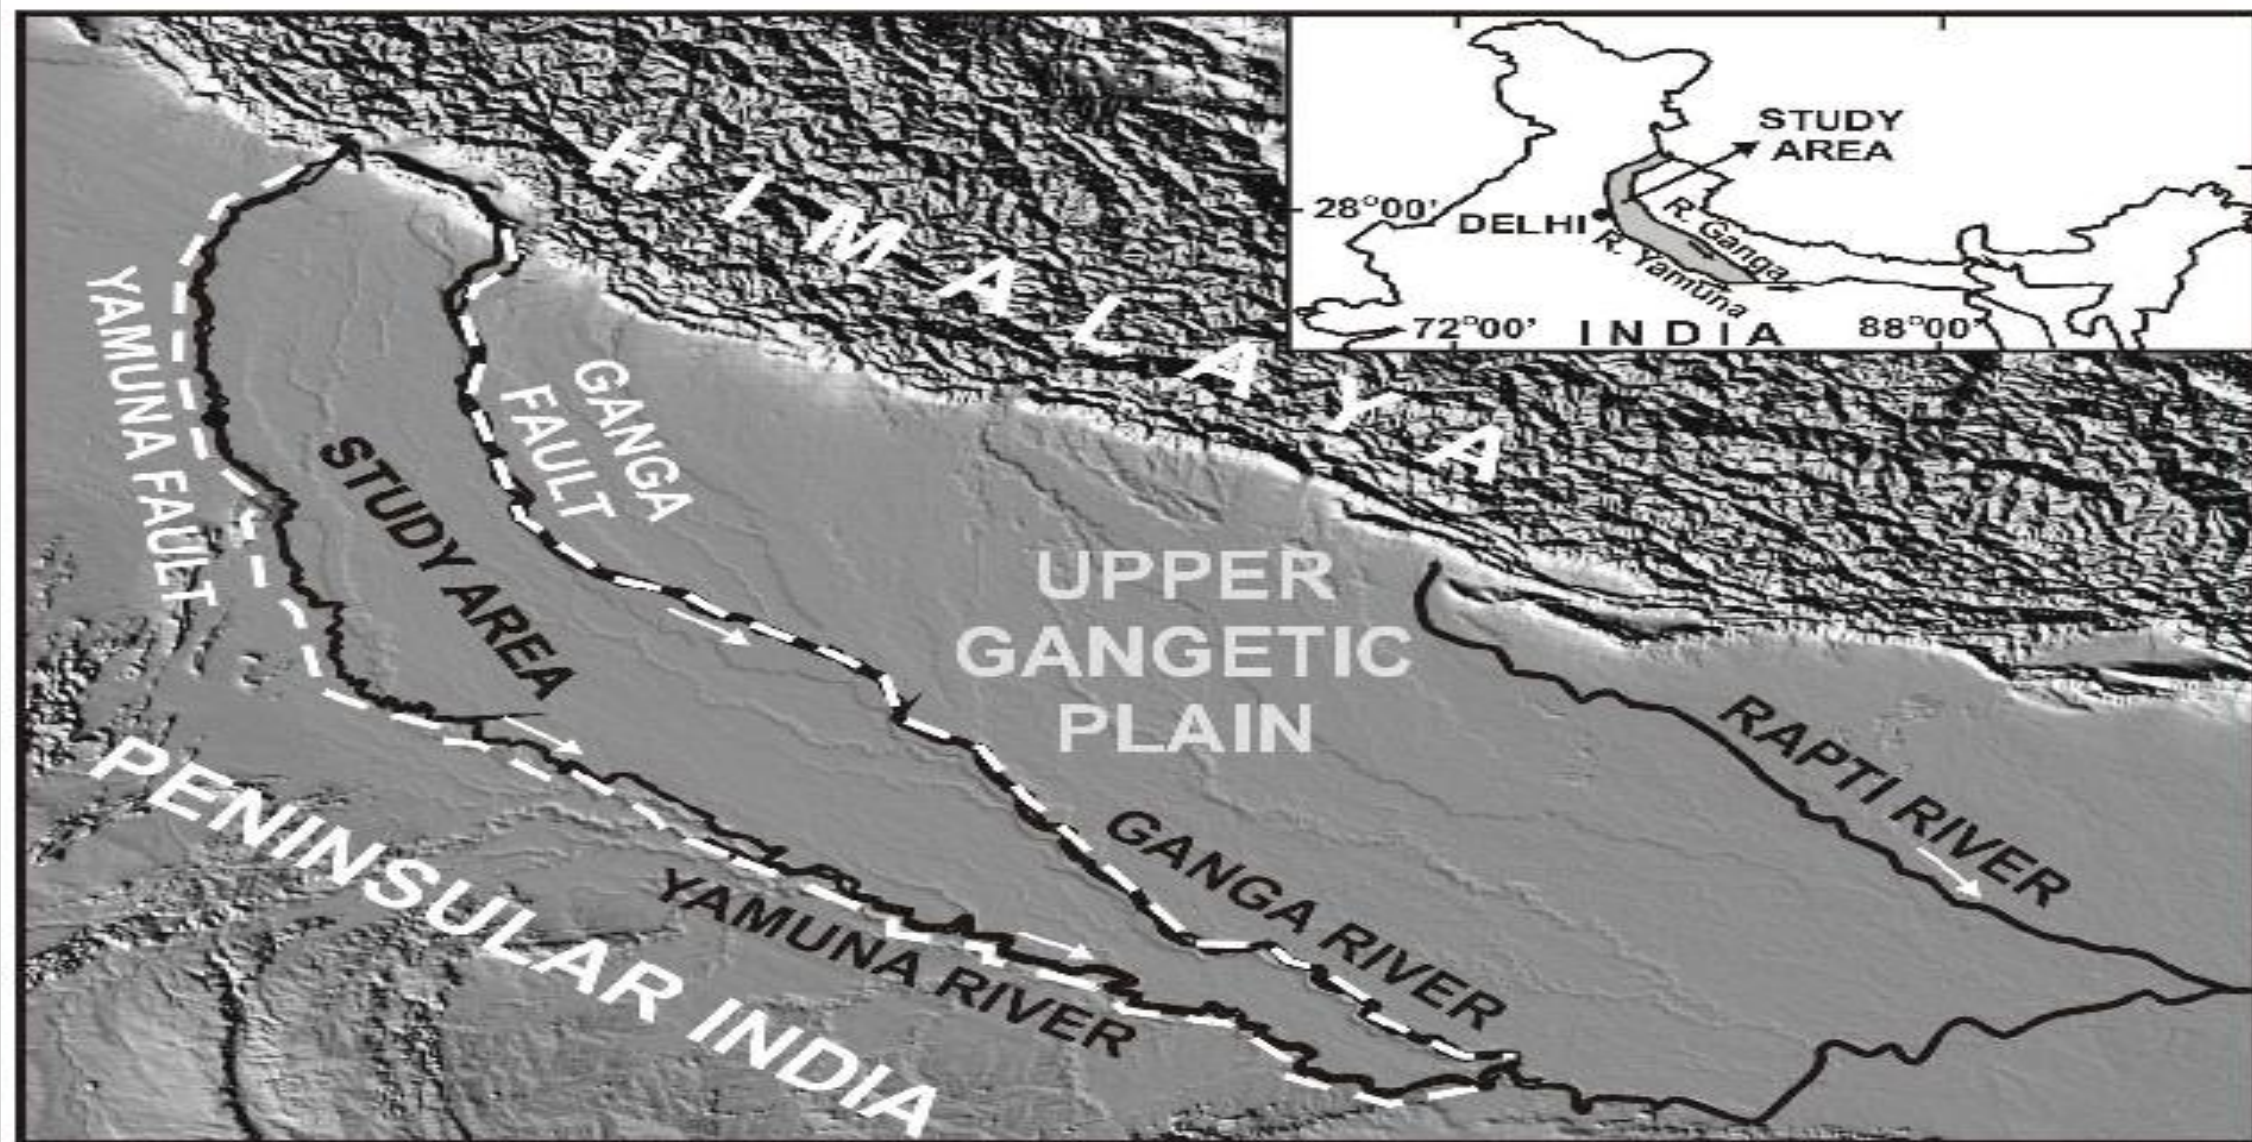 HIMALAYA
STUDY
AREA
28°00'
DELHI
R. Ganga
R. Yamuna
72°00'
INDIA
88°00'
YAMUNA FAULT
GANGA
FAULT
STUDY AREA
UPPER
GANGETIC
PLAIN
RAPTI RIVER
GANGA RIVER
YAMUNA RIVER
PENINSULAR INDIA